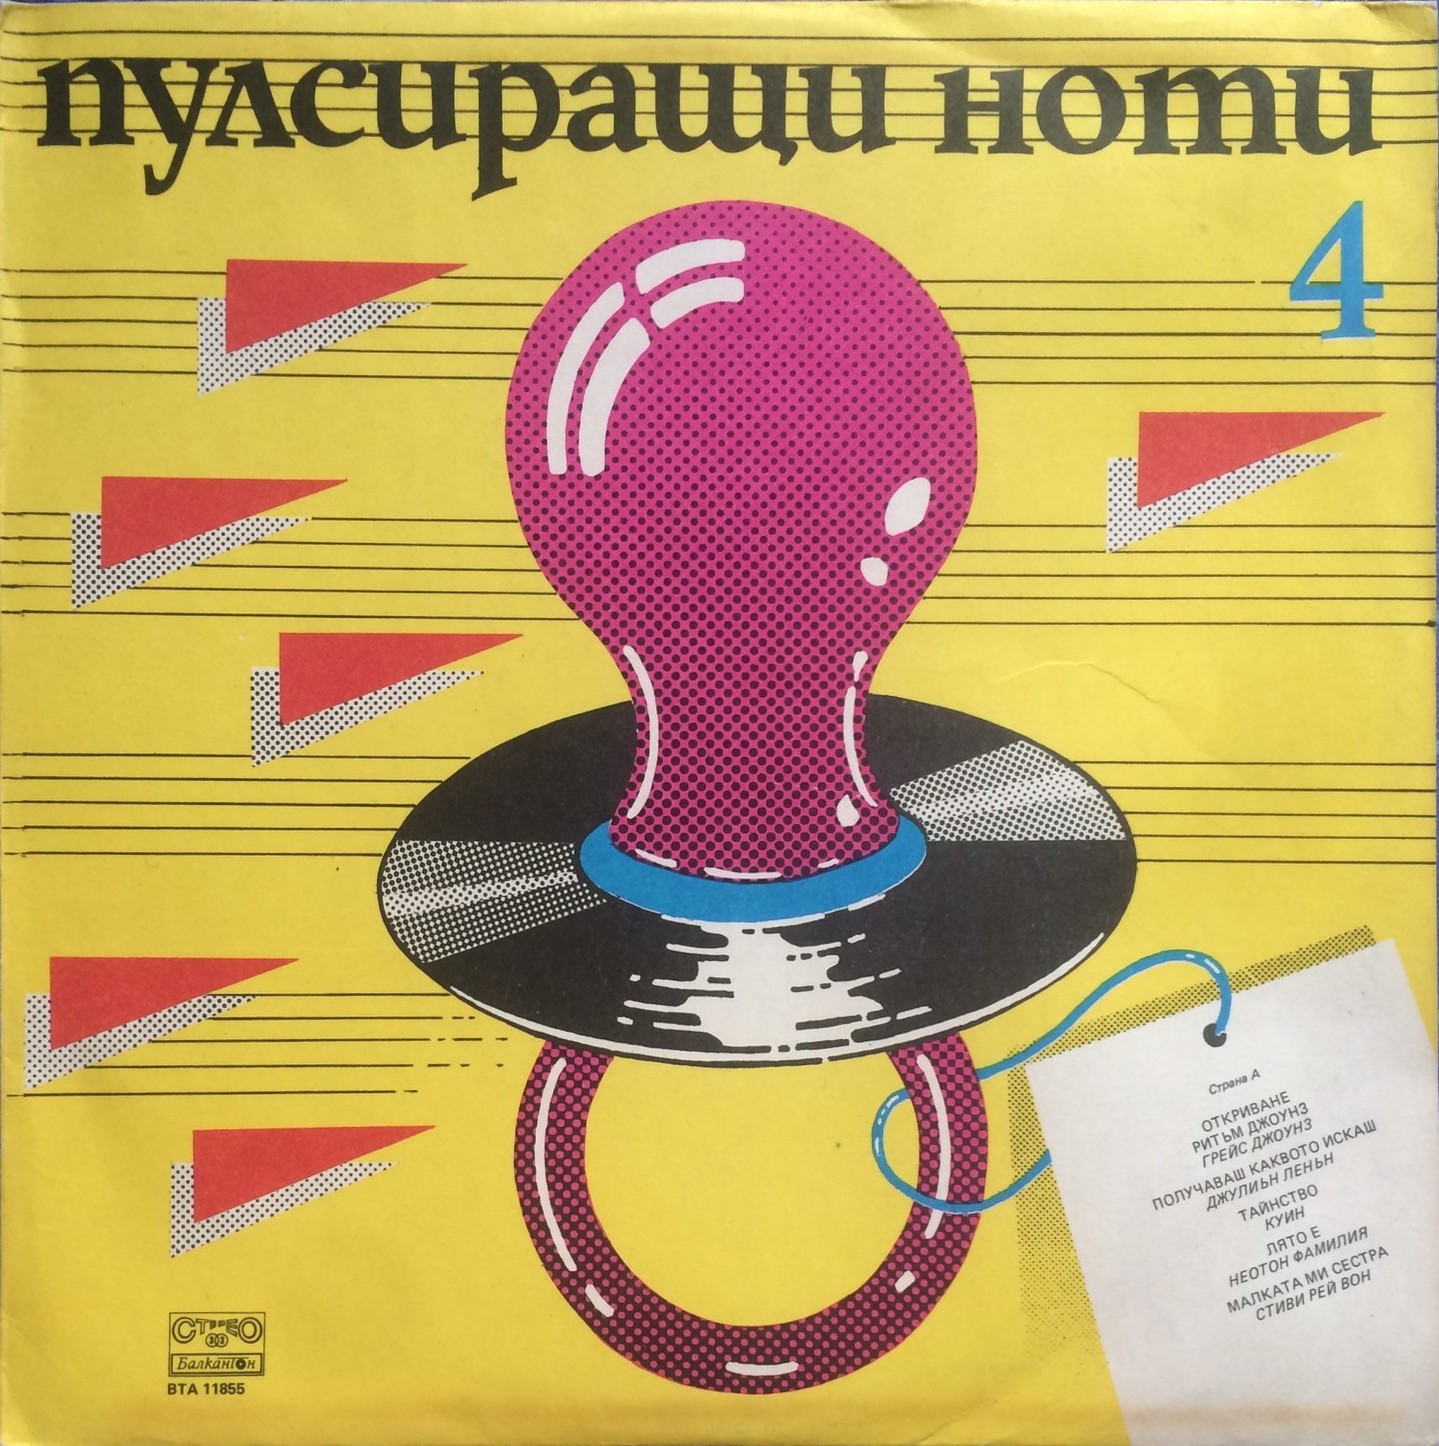 пулсиращи ноти
4
Страна А
ОТКРИВАНЕ
РИТЪМ ДЖОУНЗ
ГРЕЙС ДЖОУНЗ
ПОЛУЧАВАШ КАКВОТО ИСКАШ
ДЖУЛИЪН ЛЕНЪН
ТАЙНСТВО
КУИН
ЛЯТО Е
НЕОТОН ФАМИЛИЯ
МАЛКАТА МИ СЕСТРА
СТИВИ РЕЙ ВОН
СТЕРЕО
33
Балкантон
ВТА 11855